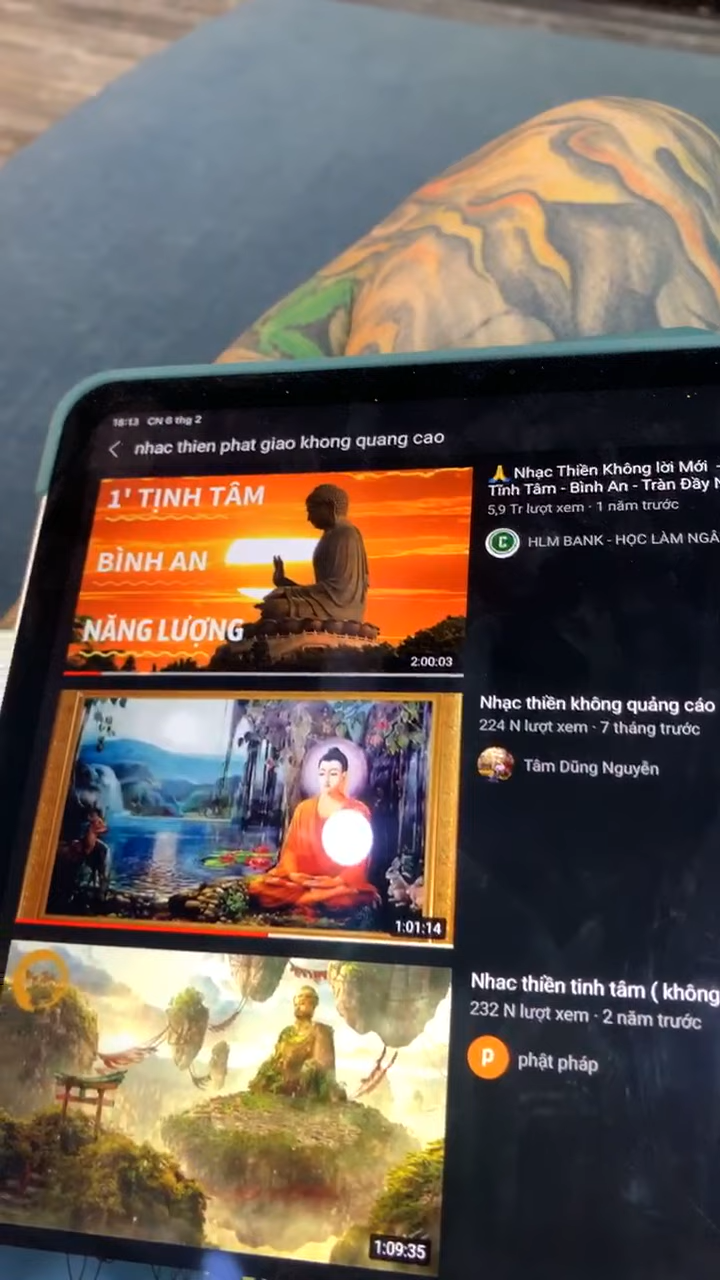 18:13 CN 6 thg 2
nhac thien phat giao khong quang cao
1' TỊNH TÂM
BÌNH AN
NĂNG LƯỢNG
2:00:03
🙏 Nhạc Thiền Không lời Mới -
Tĩnh Tâm - Bình An - Tràn Đầy N
5,9 Tr lượt xem · 1 năm trước
HLM BANK - HỌC LÀM NGÂ
1:01:14
Nhạc thiền không quảng cáo
224 N lượt xem · 7 tháng trước
Tâm Dũng Nguyễn
1:09:35
Nhac thiền tinh tâm ( không
232 N lượt xem · 2 năm trước
P phật pháp